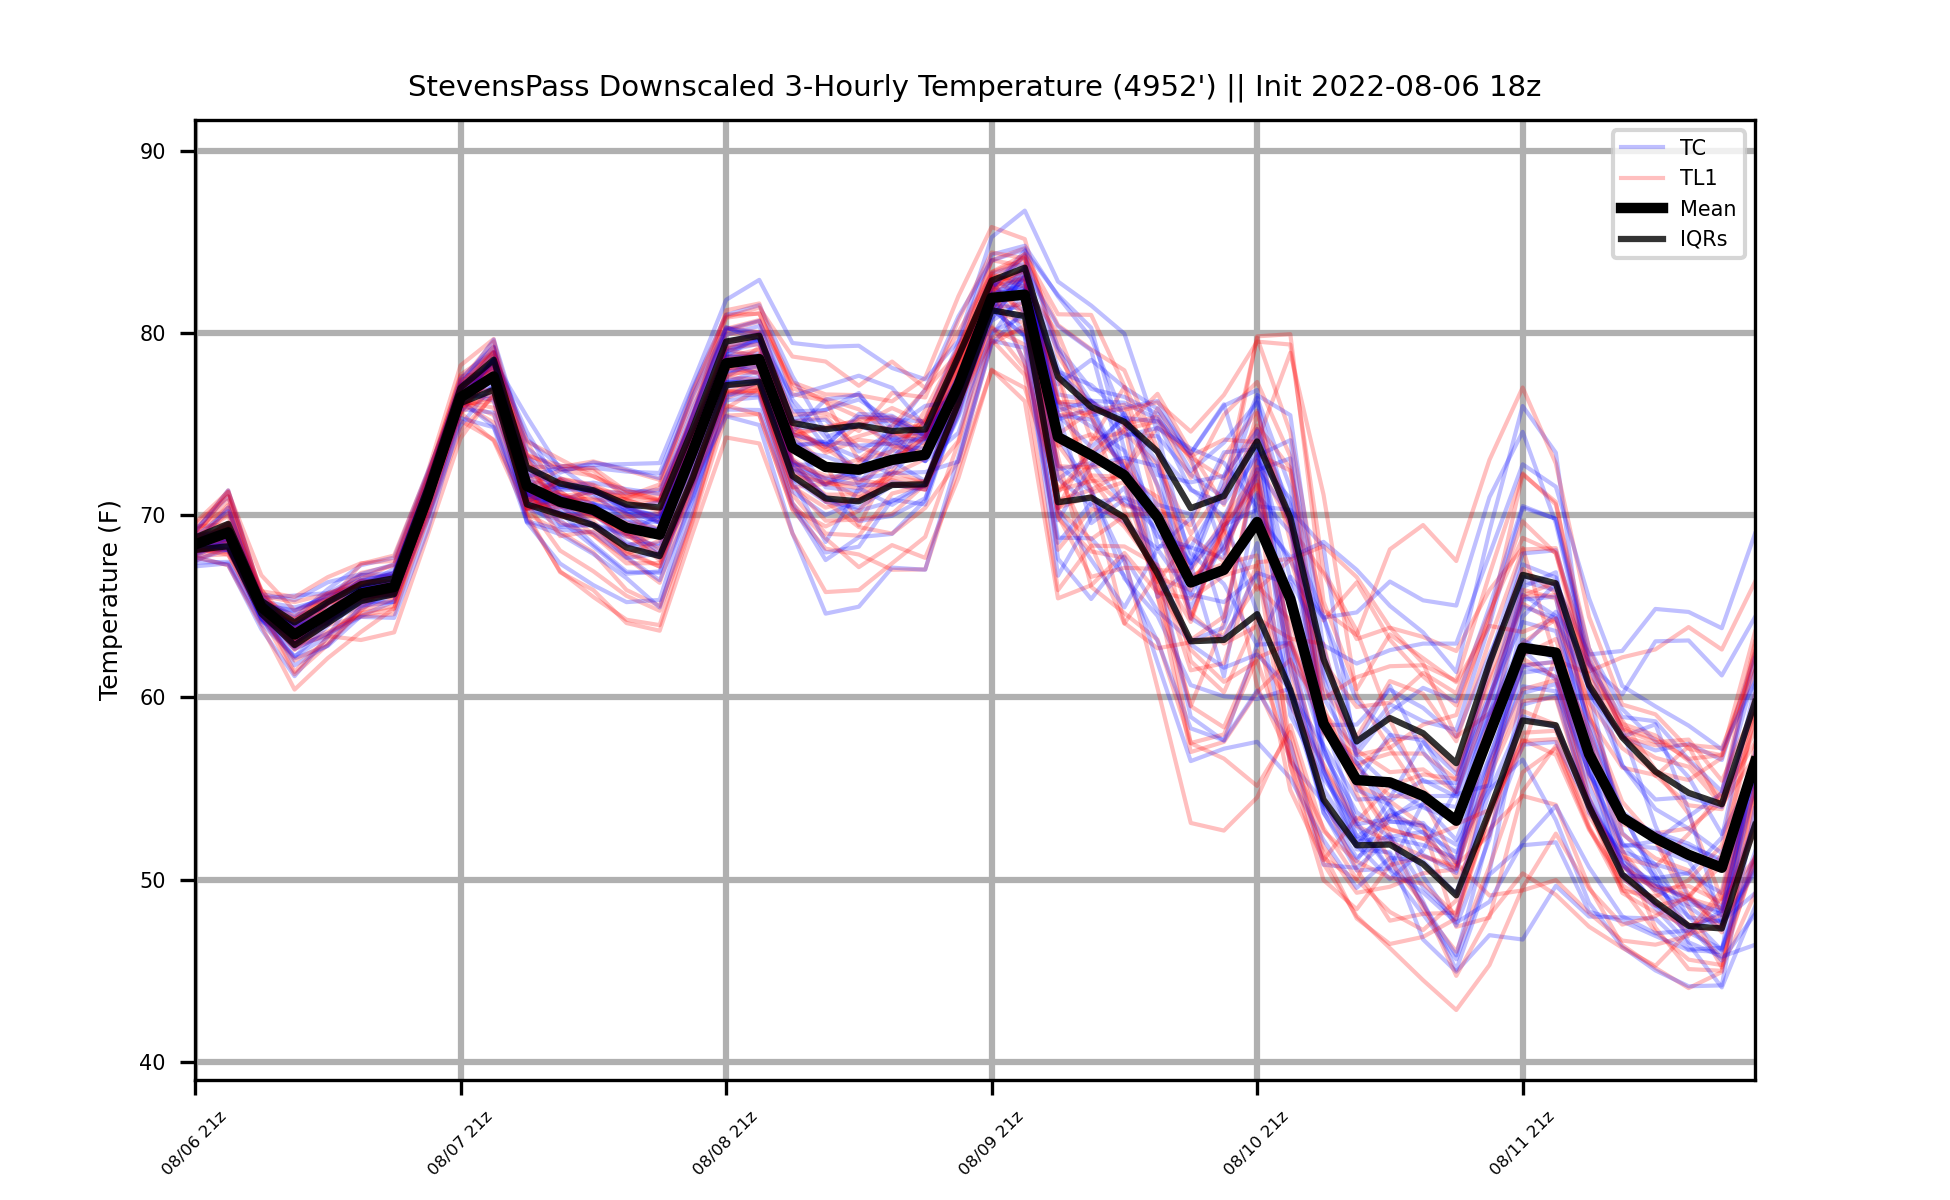 StevensPass Downscaled 3-Hourly Temperature (4952') || Init 2022-08-06 18z
TC
TL1
Mean
IQRs
Temperature (F)
90
80
70
60
50
40
08/06 21z
08/07 21z
08/08 21z
08/09 21z
08/10 21z
08/11 21z